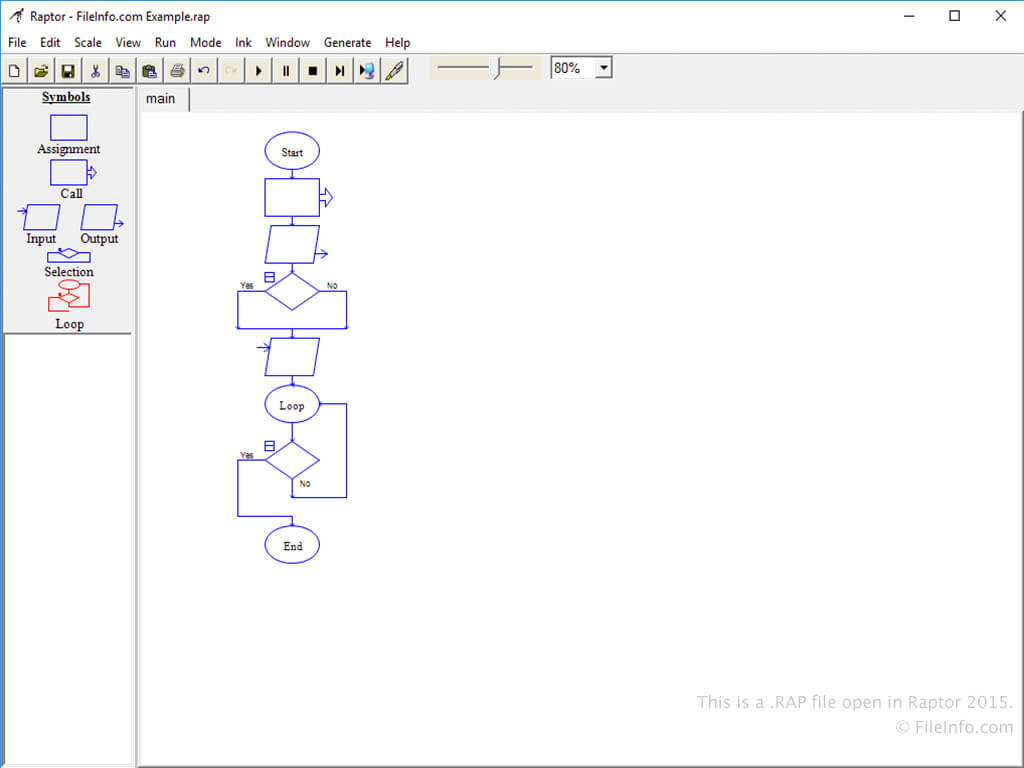 Raptor - FileInfo.com Example.rap
File Edit Scale View Run Mode Ink Window Generate Help
80%
Symbols
Assignment
Call
Input Output
Selection
Loop
main
Start
Yes No
Loop
Yes
No
End
This is a .RAP file open in Raptor 2015.
© FileInfo.com